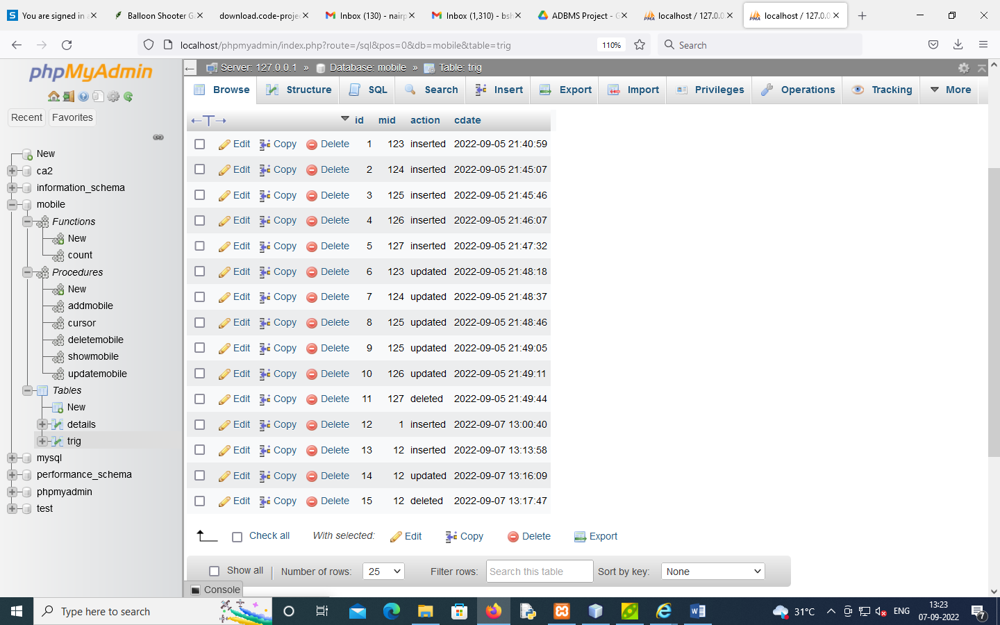 You are signed in a
Balloon Shooter Ga
download.code-projec
Inbox (130) - nairp
Inbox (1,310) - bsh
ADBMS Project - G
localhost / 127.0.0
localhost / 127.0.0
localhost/phpmyadmin/index.php?route=/sql&pos=0&db=mobile&table=trig
110%
Search
phpMyAdmin
Recent Favorites
New
ca2
information_schema
mobile
Functions
New
count
Procedures
New
addmobile
cursor
deletemobile
showmobile
updatemobile
Tables
New
details
trig
mysql
performance_schema
phpmyadmin
test
Server: 127.0.0.1 » Database: mobile » Table: trig
Browse Structure SQL Search Insert Export Import Privileges Operations Tracking More
id mid action cdate
Edit Copy Delete 1 123 inserted 2022-09-05 21:40:59
Edit Copy Delete 2 124 inserted 2022-09-05 21:45:07
Edit Copy Delete 3 125 inserted 2022-09-05 21:45:46
Edit Copy Delete 4 126 inserted 2022-09-05 21:46:07
Edit Copy Delete 5 127 inserted 2022-09-05 21:47:32
Edit Copy Delete 6 123 updated 2022-09-05 21:48:18
Edit Copy Delete 7 124 updated 2022-09-05 21:48:37
Edit Copy Delete 8 125 updated 2022-09-05 21:48:46
Edit Copy Delete 9 125 updated 2022-09-05 21:49:05
Edit Copy Delete 10 126 updated 2022-09-05 21:49:11
Edit Copy Delete 11 127 deleted 2022-09-05 21:49:44
Edit Copy Delete 12 1 inserted 2022-09-07 13:00:40
Edit Copy Delete 13 12 inserted 2022-09-07 13:13:58
Edit Copy Delete 14 12 updated 2022-09-07 13:16:09
Edit Copy Delete 15 12 deleted 2022-09-07 13:17:47
Check all With selected: Edit Copy Delete Export
Show all Number of rows: 25 Filter rows: Search this table Sort by key: None
Console
Type here to search
31°C
ENG
13:23
07-09-2022
7